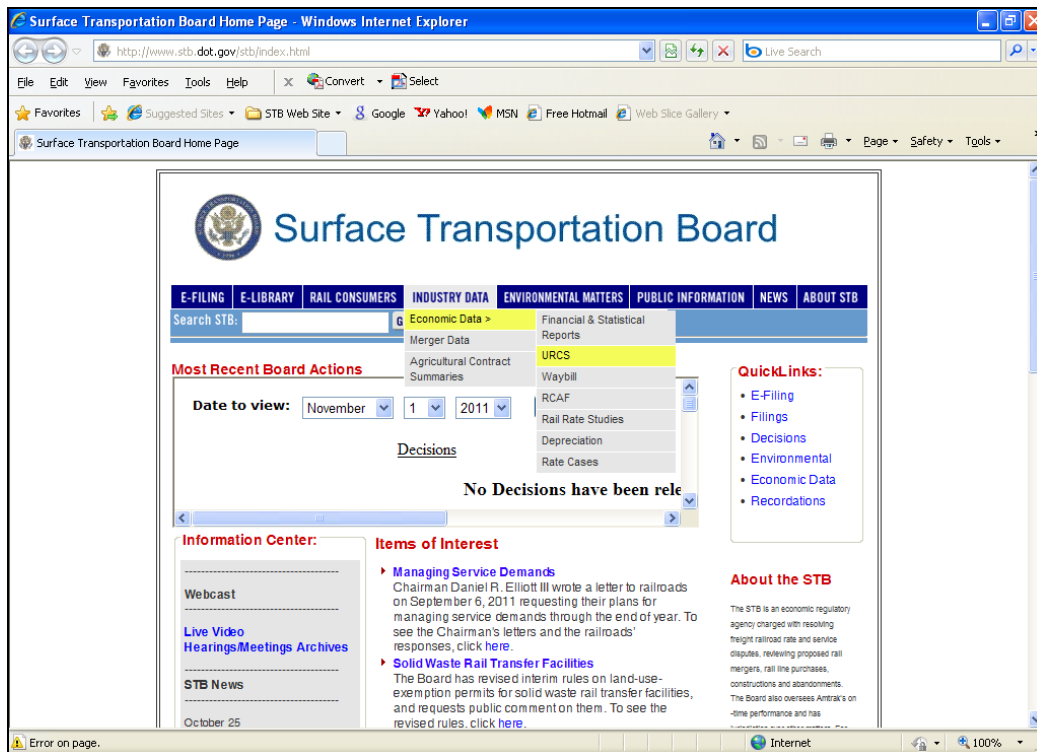 Surface Transportation Board Home Page - Windows Internet Explorer
http://www.stb.dot.gov/stb/index.html
Live Search
File Edit View Favorites Tools Help x Convert Select
Favorites Suggested Sites STB Web Site Google Yahoo! MSN Free Hotmail Web Slice Gallery
Surface Transportation Board Home Page
Page Safety Tools
Surface Transportation Board
E-FILING E-LIBRARY RAIL CONSUMERS INDUSTRY DATA ENVIRONMENTAL MATTERS PUBLIC INFORMATION NEWS ABOUT STB
Search STB: G
Economic Data >
Merger Data
Agricultural Contract
Summaries
Financial & Statistical
Reports
URCS
Waybill
RCAF
Rail Rate Studies
Depreciation
Rate Cases
Most Recent Board Actions
Date to view: November 1 2011
Decisions
No Decisions have been rele
QuickLinks:
• E-Filing
• Filings
• Decisions
• Environmental
• Economic Data
• Recordations
Information Center:
Webcast
Live Video
Hearings/Meetings Archives
STB News
October 25
Items of Interest
Managing Service Demands
Chairman Daniel R. Elliott III wrote a letter to railroads
on September 6, 2011 requesting their plans for
managing service demands through the end of year. To
see the Chairman's letters and the railroads'
responses, click here.
Solid Waste Rail Transfer Facilities
The Board has revised interim rules on land-use-
exemption permits for solid waste rail transfer facilities,
and requests public comment on them. To see the
revised rules, click here.
About the STB
The STB is an economic regulatory
agency charged with resolving
freight railroad rate and service
disputes, reviewing proposed rail
mergers, rail line purchases,
constructions and abandonments.
The Board also oversees Amtrak's on
-time performance and has
Error on page.
Internet
100%